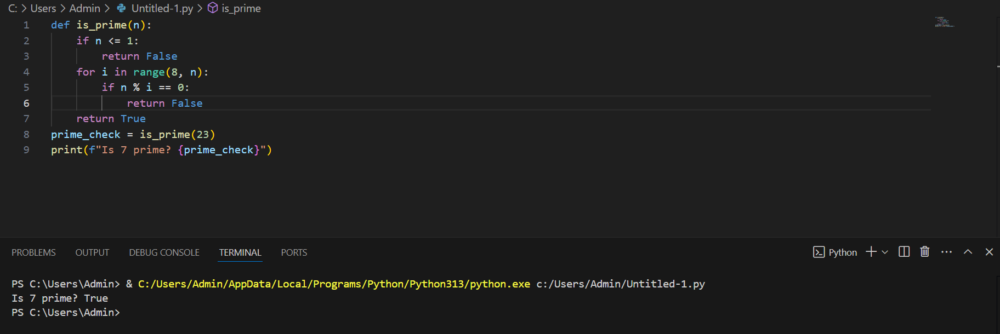 C: > Users > Admin > Untitled-1.py > is_prime
1 def is_prime(n):
2     if n <= 1:
3         return False
4     for i in range(8, n):
5         if n % i == 0:
6             return False
7     return True
8 prime_check = is_prime(23)
9 print(f"Is 7 prime? {prime_check}")
PROBLEMS OUTPUT DEBUG CONSOLE TERMINAL PORTS Python
PS C:\Users\Admin> & C:/Users/Admin/AppData/Local/Programs/Python/Python313/python.exe c:/Users/Admin/Untitled-1.py
Is 7 prime? True
PS C:\Users\Admin>